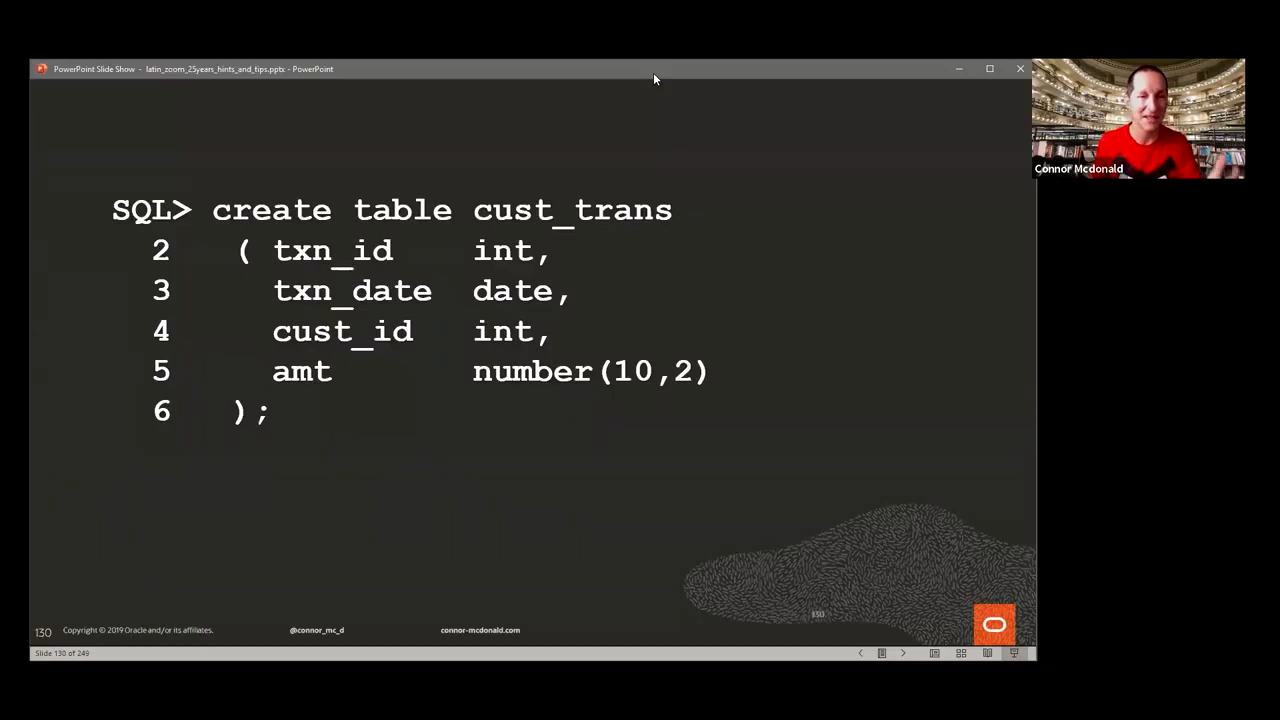 PowerPoint Slide Show - latin_zoom_25years_hints_and_tips.pptx - PowerPoint
Connor Mcdonald
SQL> create table cust_trans
2 ( txn_id int,
3 txn_date date,
4 cust_id int,
5 amt number(10,2)
6 );
130
130 Copyright © 2019 Oracle and/or its affiliates. @connor_mc_d connor-mcdonald.com
Slide 130 of 249